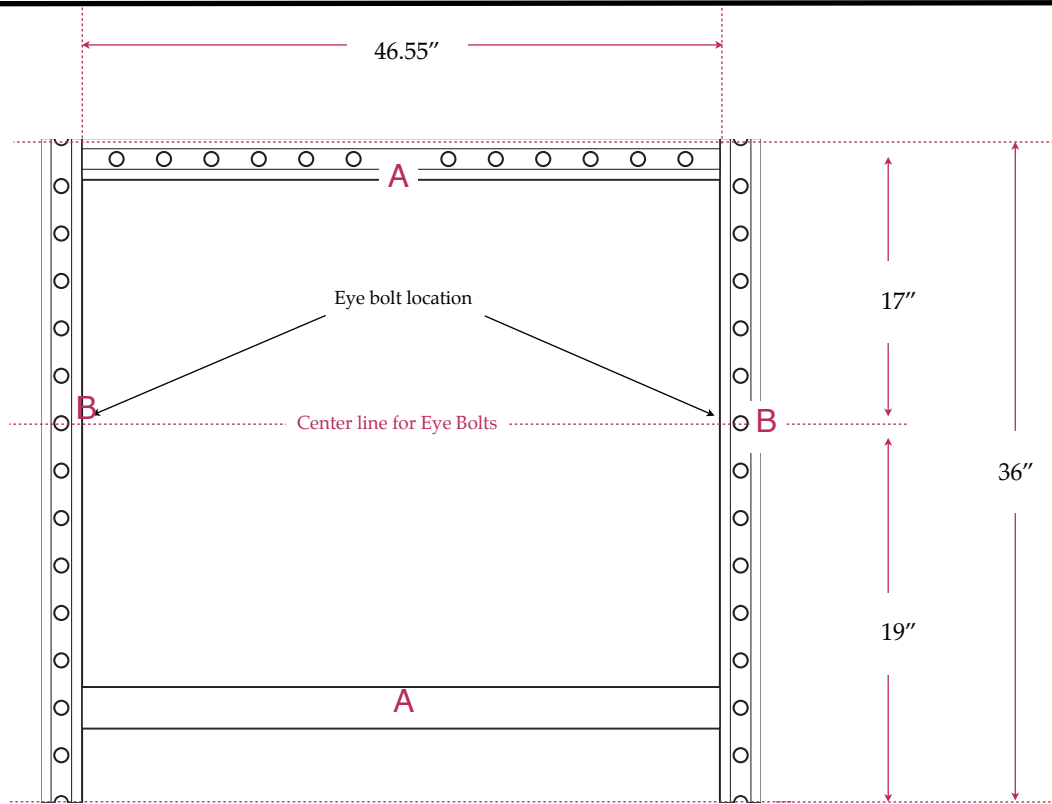 46.55″
A
Eye bolt location
17″
B
Center line for Eye Bolts
B
36″
19″
A